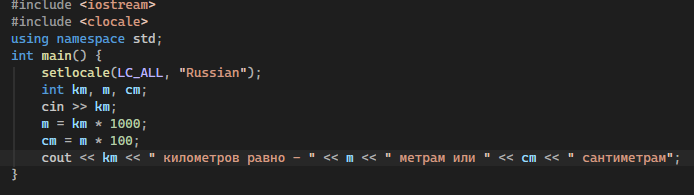 #include <iostream>
#include <clocale>
using namespace std;
int main() {
    setlocale(LC_ALL, "Russian");
    int km, m, cm;
    cin >> km;
    m = km * 1000;
    cm = m * 100;
    cout << km << " километров равно - " << m << " метрам или " << cm << " сантиметрам";
}